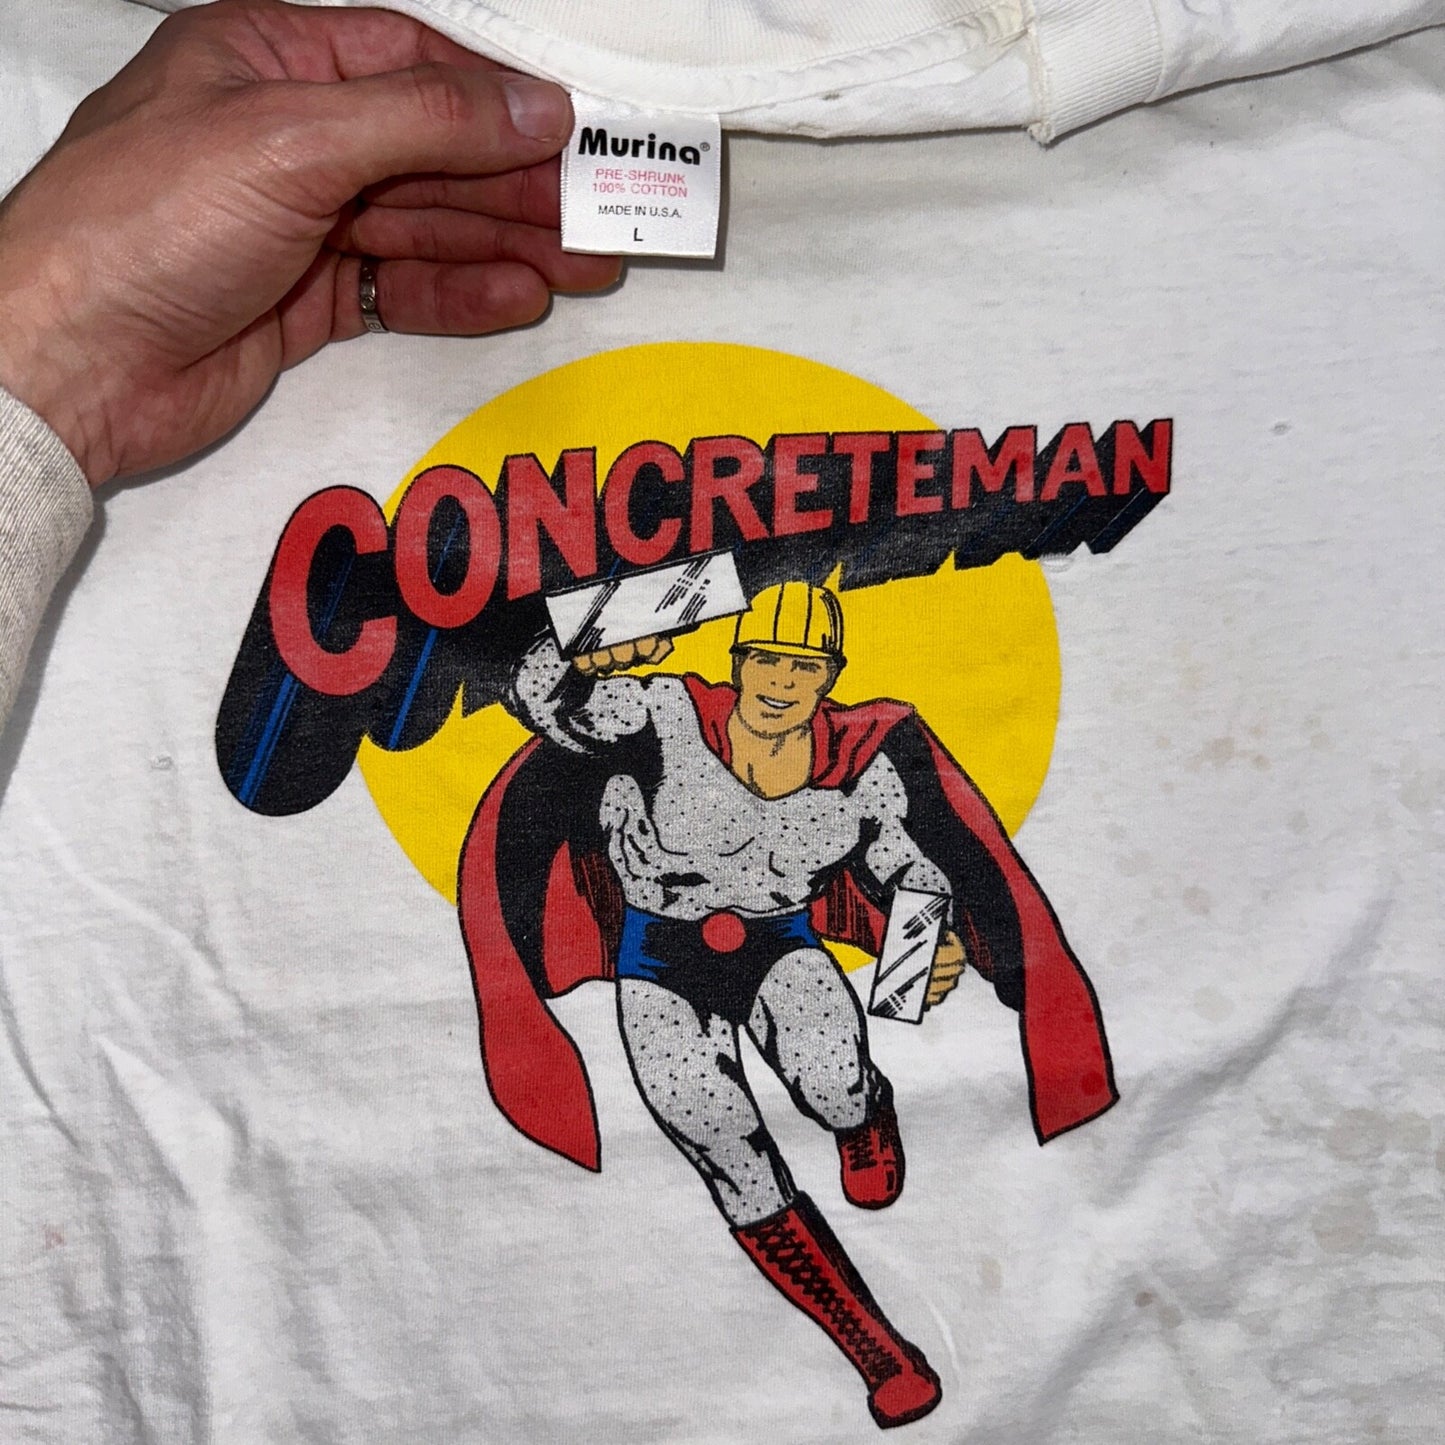 Murina®
PRE-SHRUNK
100% COTTON
MADE IN U.S.A.
L
CONCRETEMAN